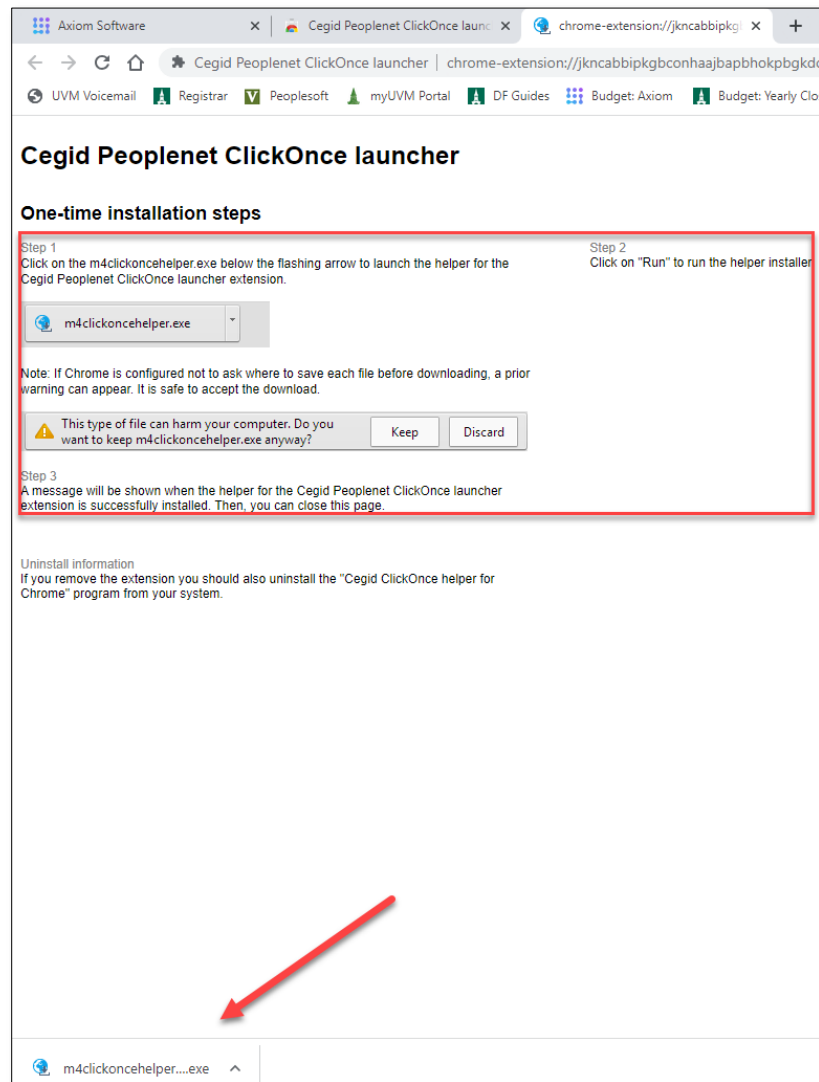 Axiom Software
Cegid Peoplenet ClickOnce launc
chrome-extension://jkncabbipkg
Cegid Peoplenet ClickOnce launcher | chrome-extension://jkncabbipkgbconhaajbapbhokpbgkdc
UVM Voicemail Registrar Peoplesoft myUVM Portal DF Guides Budget: Axiom Budget: Yearly Clo
Cegid Peoplenet ClickOnce launcher
One-time installation steps
Step 1
Click on the m4clickoncehelper.exe below the flashing arrow to launch the helper for the
Cegid Peoplenet ClickOnce launcher extension.
m4clickoncehelper.exe
Note: If Chrome is configured not to ask where to save each file before downloading, a prior
warning can appear. It is safe to accept the download.
This type of file can harm your computer. Do you
want to keep m4clickoncehelper.exe anyway?
Keep
Discard
Step 2
Click on "Run" to run the helper installer
Step 3
A message will be shown when the helper for the Cegid Peoplenet ClickOnce launcher
extension is successfully installed. Then, you can close this page.
Uninstall information
If you remove the extension you should also uninstall the "Cegid ClickOnce helper for
Chrome" program from your system.
m4clickoncehelper....exe